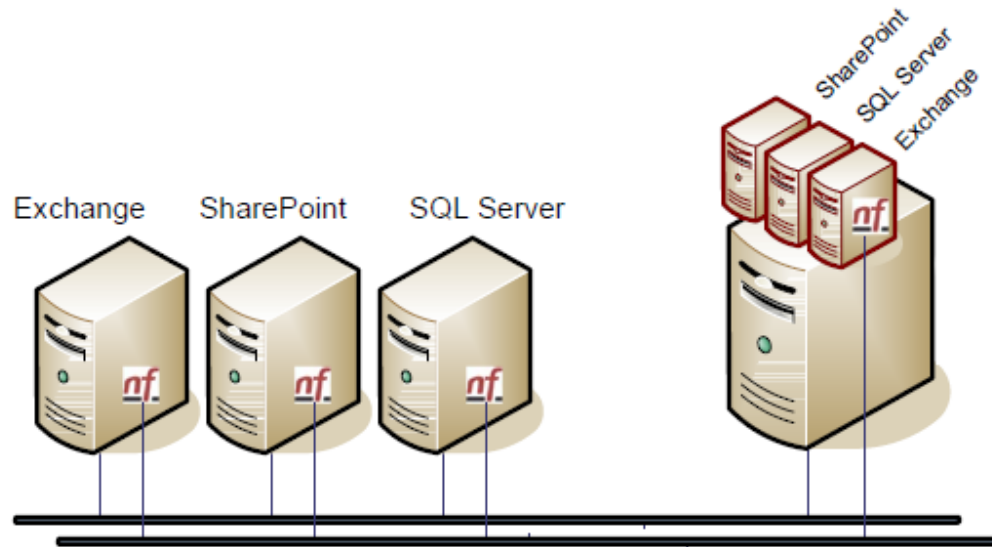 SharePoint
SQL Server
Exchange
Exchange
SharePoint
SQL Server
nf
nf
nf
nf